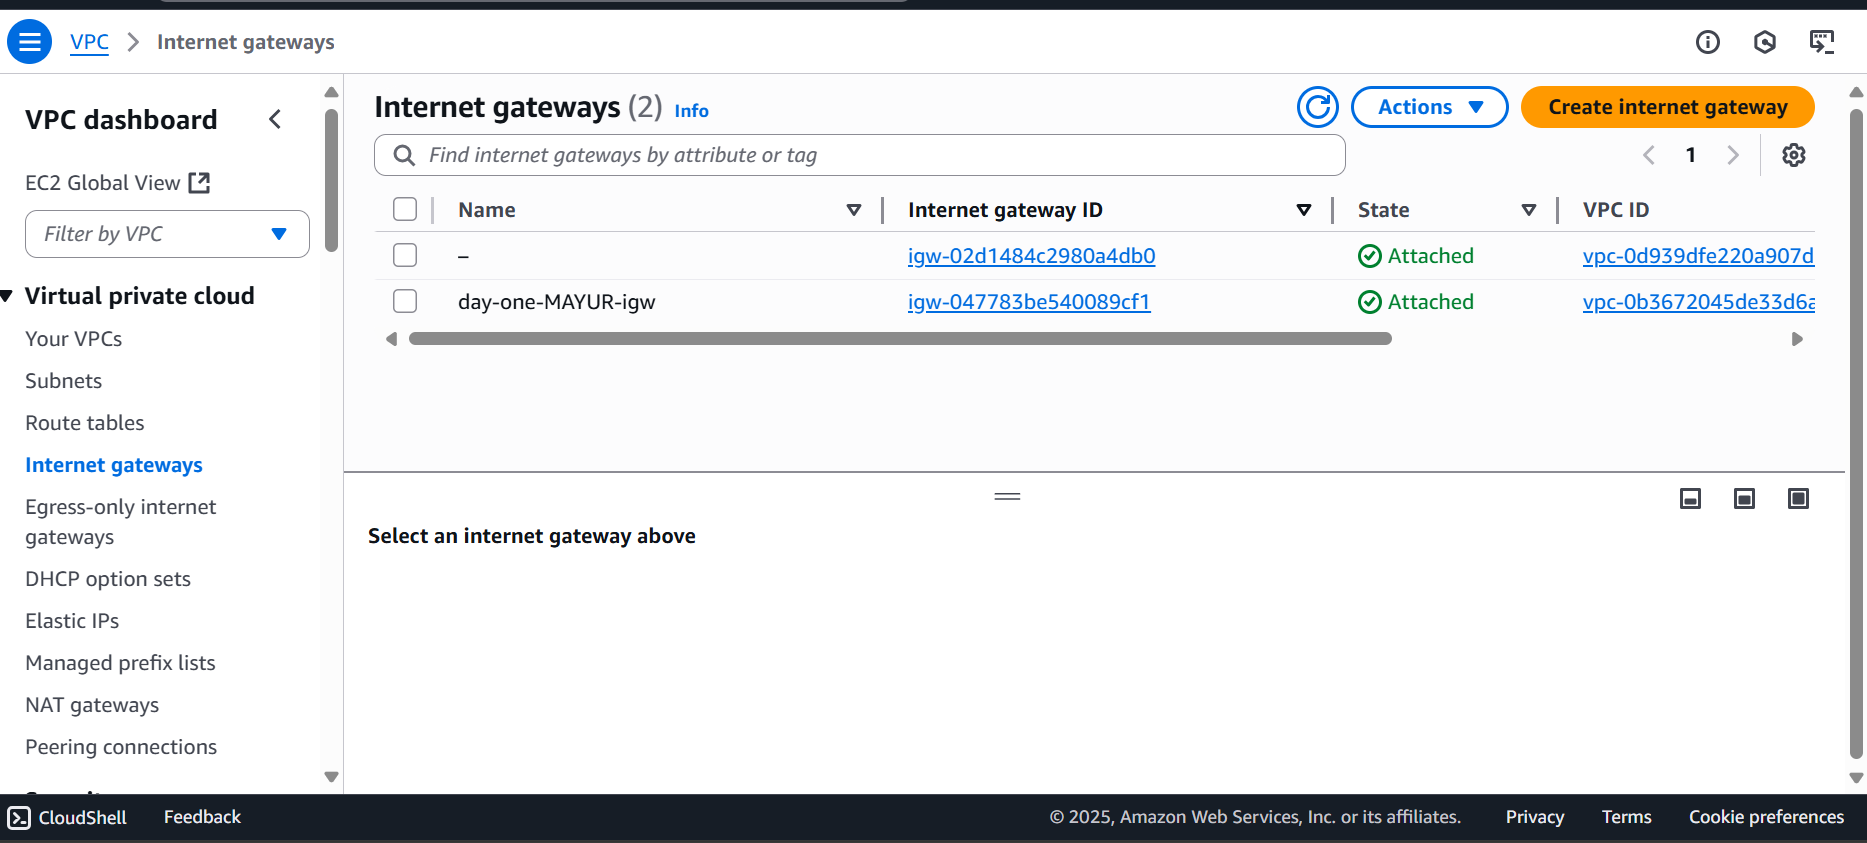 VPC > Internet gateways
VPC dashboard
EC2 Global View
Filter by VPC
Virtual private cloud
Your VPCs
Subnets
Route tables
Internet gateways
Egress-only internet
gateways
DHCP option sets
Elastic IPs
Managed prefix lists
NAT gateways
Peering connections
Internet gateways (2) Info
Actions
Create internet gateway
Find internet gateways by attribute or tag
1
Name Internet gateway ID State VPC ID
– igw-02d1484c2980a4db0 Attached vpc-0d939dfe220a907d
day-one-MAYUR-igw igw-047783be540089cf1 Attached vpc-0b3672045de33d6a
Select an internet gateway above
CloudShell Feedback © 2025, Amazon Web Services, Inc. or its affiliates. Privacy Terms Cookie preferences